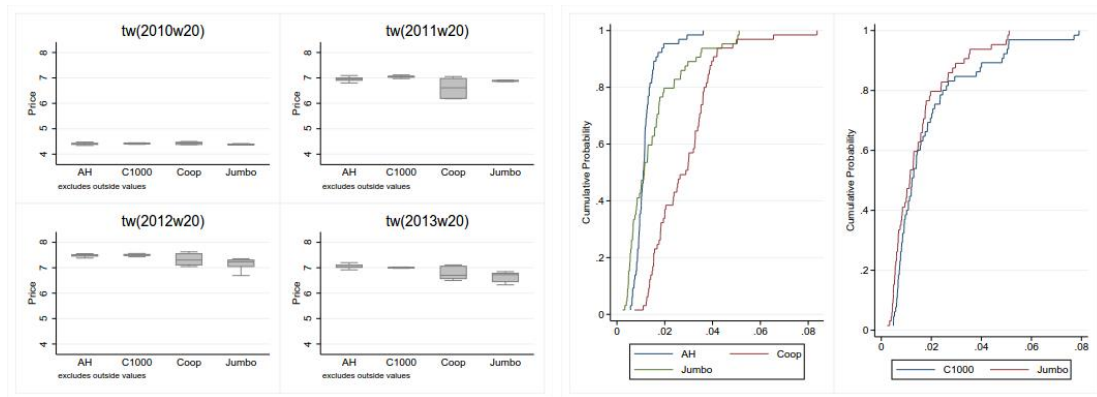 tw(2010w20)
Price
8
7
6
5
4
AH C1000 Coop Jumbo
excludes outside values
tw(2011w20)
Price
8
7
6
5
4
AH C1000 Coop Jumbo
excludes outside values
tw(2012w20)
Price
8
7
6
5
4
AH C1000 Coop Jumbo
excludes outside values
tw(2013w20)
Price
8
7
6
5
4
AH C1000 Coop Jumbo
excludes outside values
Cumulative Probability
1
.8
.6
.4
.2
0
0 .02 .04 .06 .08
AH Coop
Jumbo
Cumulative Probability
1
.8
.6
.4
.2
0
0 .02 .04 .06 .08
C1000 Jumbo